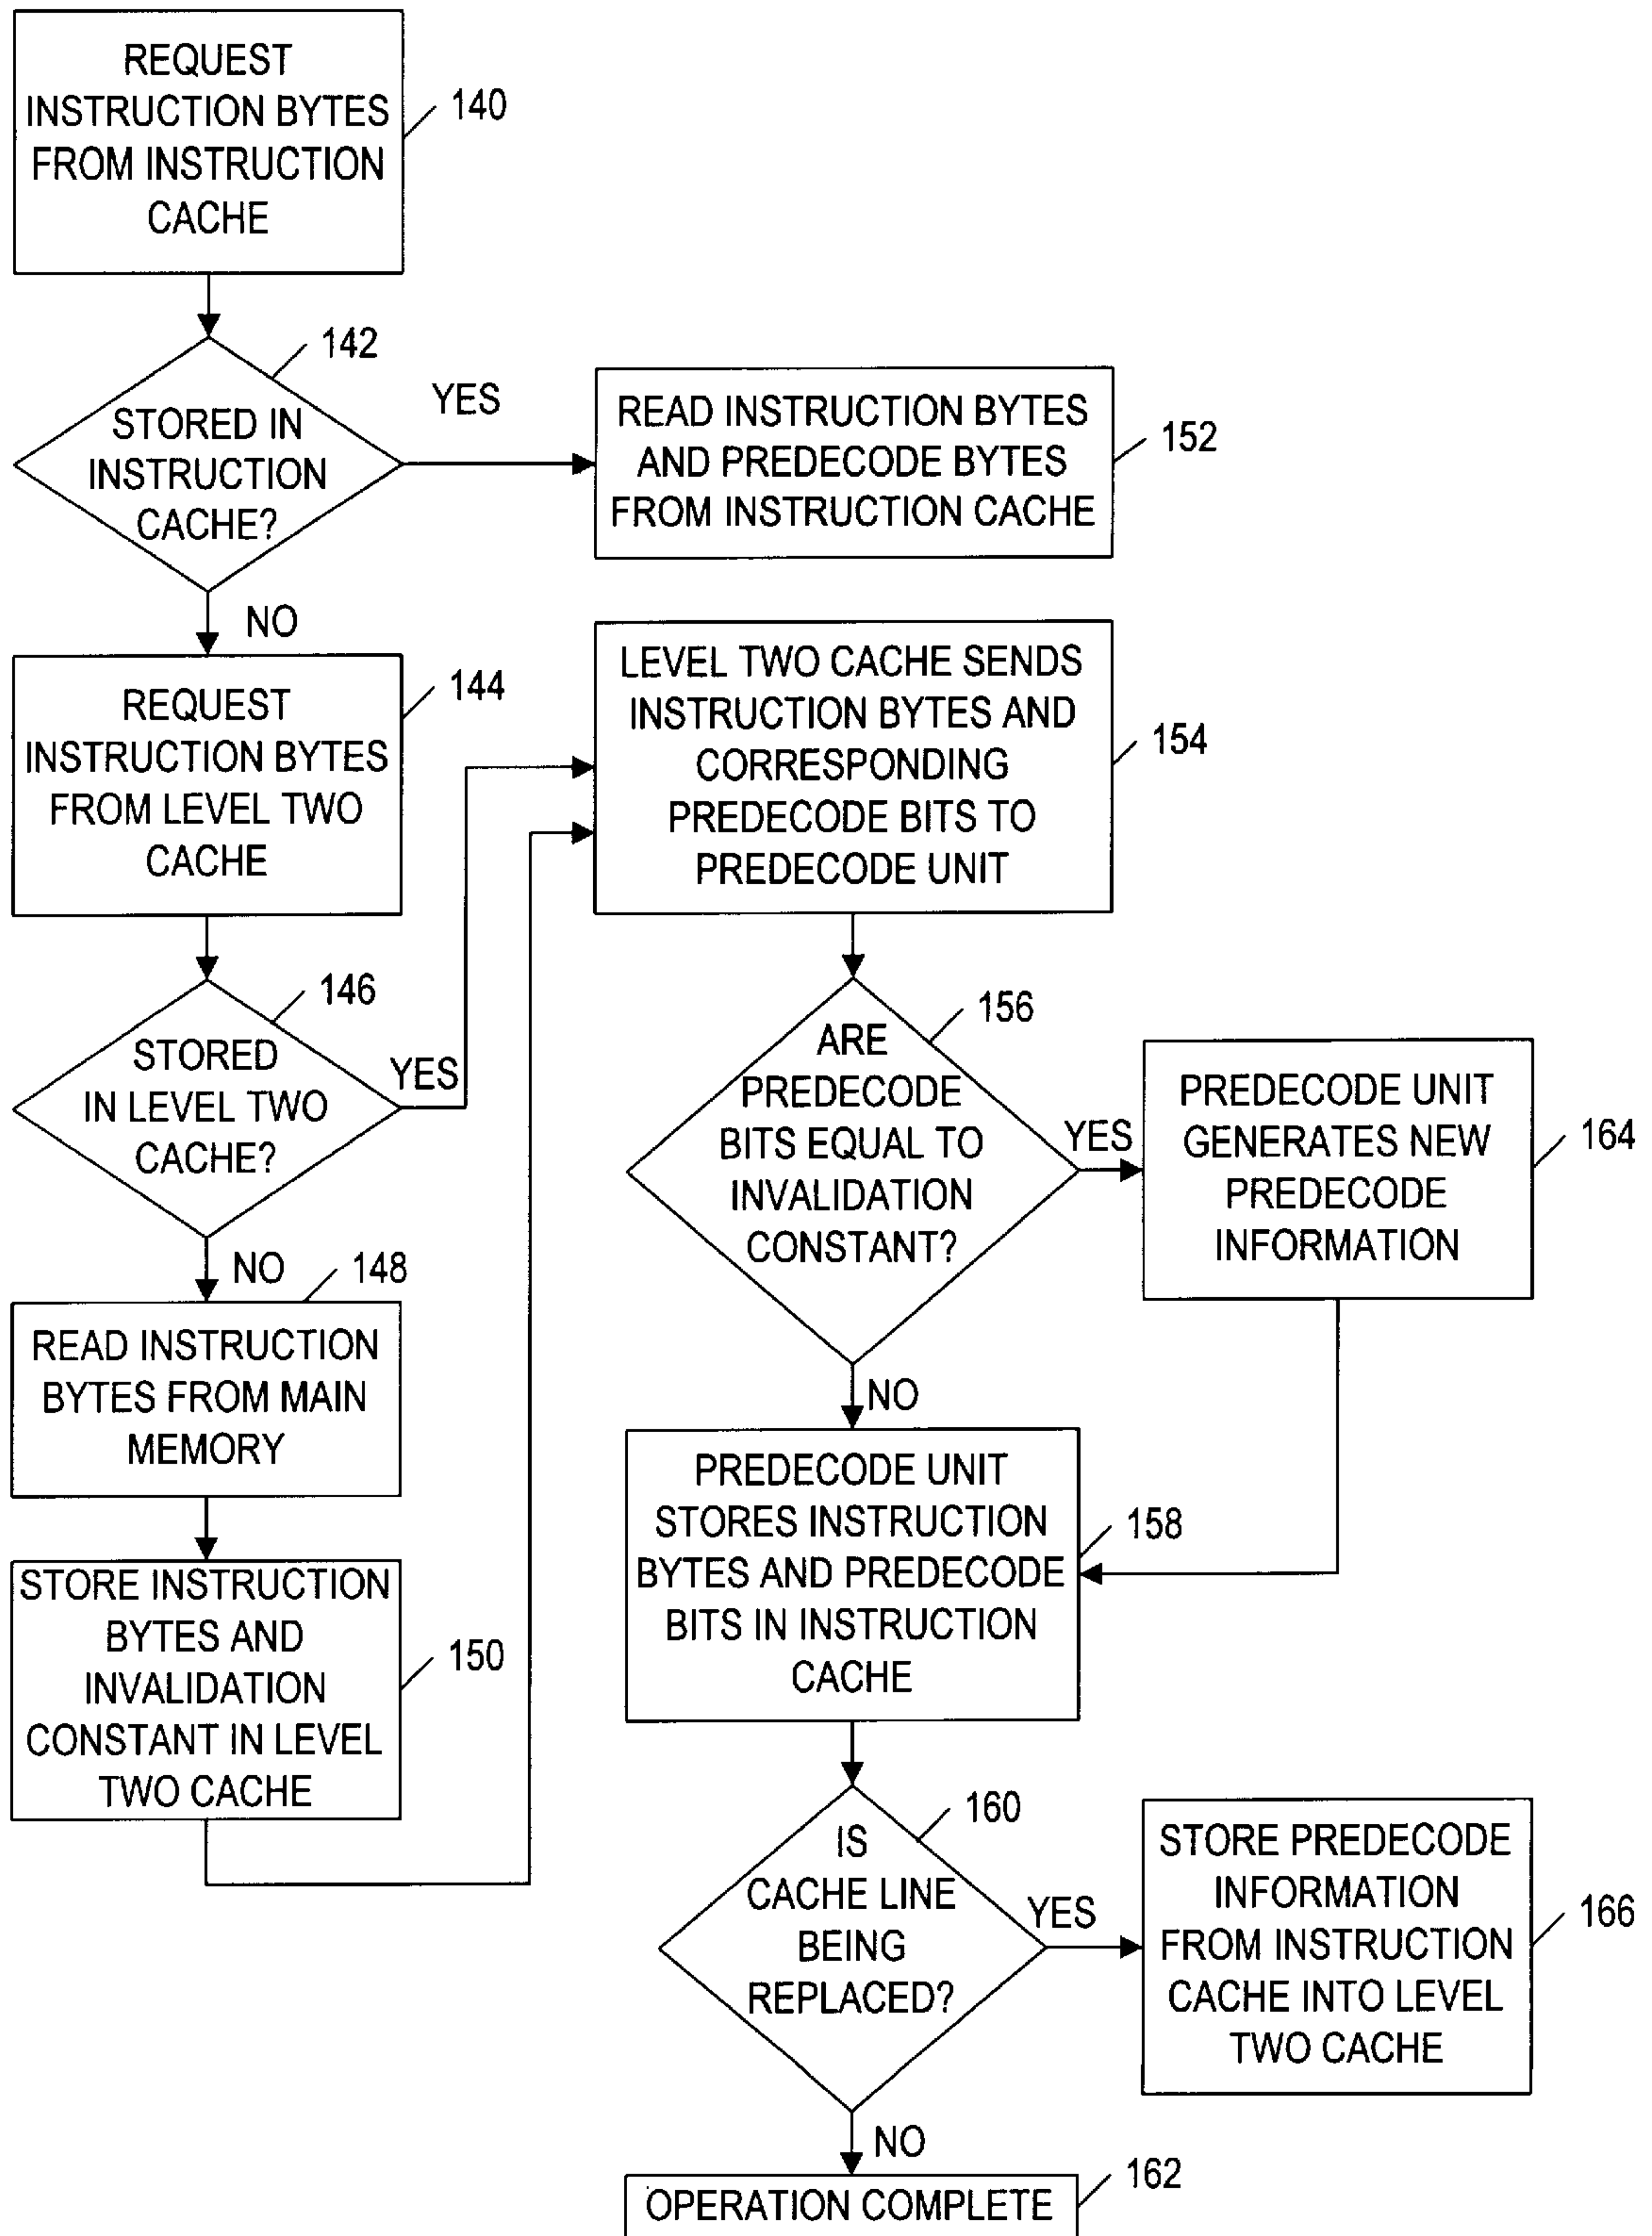 REQUEST
INSTRUCTION BYTES
FROM INSTRUCTION
CACHE
140
142
STORED IN
INSTRUCTION
CACHE?
YES
NO
READ INSTRUCTION BYTES
AND PREDECODE BYTES
FROM INSTRUCTION CACHE
152
REQUEST
INSTRUCTION BYTES
FROM LEVEL TWO
CACHE
144
146
STORED
IN LEVEL TWO
CACHE?
YES
NO
148
READ INSTRUCTION
BYTES FROM MAIN
MEMORY
STORE INSTRUCTION
BYTES AND
INVALIDATION
CONSTANT IN LEVEL
TWO CACHE
150
LEVEL TWO CACHE SENDS
INSTRUCTION BYTES AND
CORRESPONDING
PREDECODE BITS TO
PREDECODE UNIT
154
156
ARE
PREDECODE
BITS EQUAL TO
INVALIDATION
CONSTANT?
YES
NO
PREDECODE UNIT
GENERATES NEW
PREDECODE
INFORMATION
164
PREDECODE UNIT
STORES INSTRUCTION
BYTES AND PREDECODE
BITS IN INSTRUCTION
CACHE
158
160
IS
CACHE LINE
BEING
REPLACED?
YES
NO
STORE PREDECODE
INFORMATION
FROM INSTRUCTION
CACHE INTO LEVEL
TWO CACHE
166
162
OPERATION COMPLETE